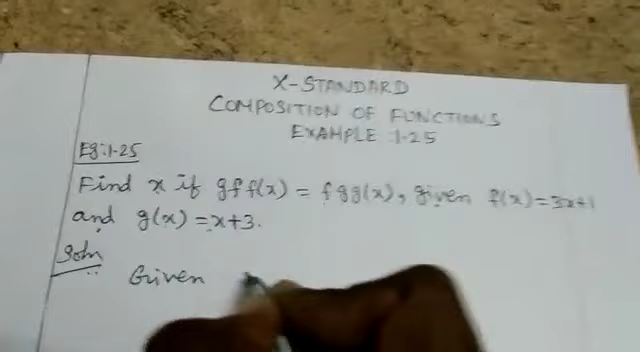 X-STANDARD
COMPOSITION OF FUNCTIONS
EXAMPLE :1.25
Eg:1.25
Find x if gff(x) = fgg(x), given f(x)=3x+1
and g(x) = x+3.
Soln
Given